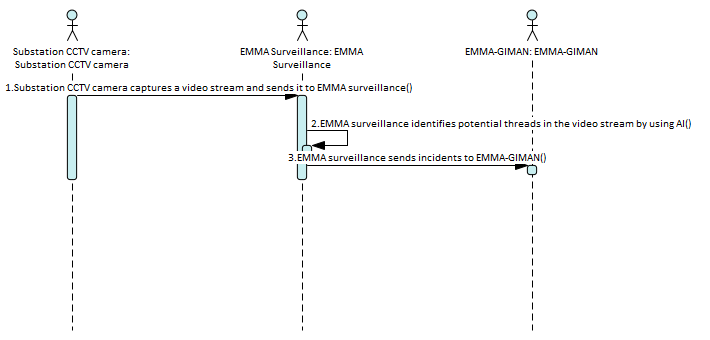 Substation CCTV camera:
Substation CCTV camera
EMMA Surveillance: EMMA
Surveillance
EMMA-GIMAN: EMMA-GIMAN
1.Substation CCTV camera captures a video stream and sends it to EMMA surveillance()
2.EMMA surveillance identifies potential threads in the video stream by using AI()
3.EMMA surveillance sends incidents to EMMA-GIMAN()